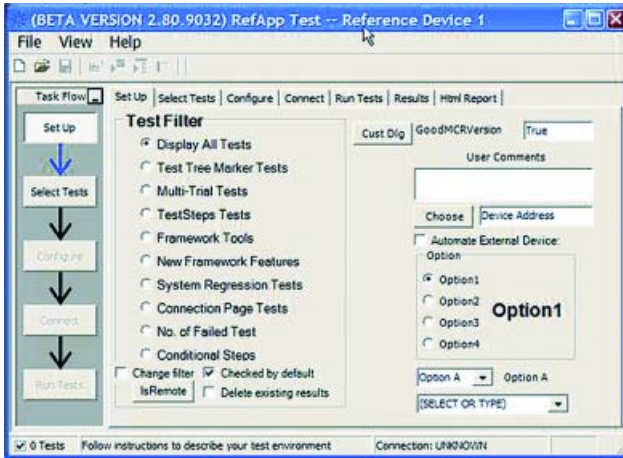 (BETA VERSION 2.80.9032) RefApp Test -- Reference Device 1
File View Help
Task Flow
Set Up
Select Tests
Configure
Connect
Run Tests
Set Up Select Tests Configure Connect Run Tests Results Html Report
Test Filter
Display All Tests
Test Tree Marker Tests
Multi-Trial Tests
TestSteps Tests
Framework Tools
New Framework Features
System Regression Tests
Connection Page Tests
No. of Failed Test
Conditional Steps
Change filter Checked by default
IsRemote Delete existing results
Cust Dlg GoodMCRVersion True
User Comments
Choose Device Address
Automate External Device:
Option
Option1
Option2
Option3
Option4
Option1
Option A Option A
(SELECT OR TYPE)
0 Tests Follow instructions to describe your test environment Connection: UNKNOWN